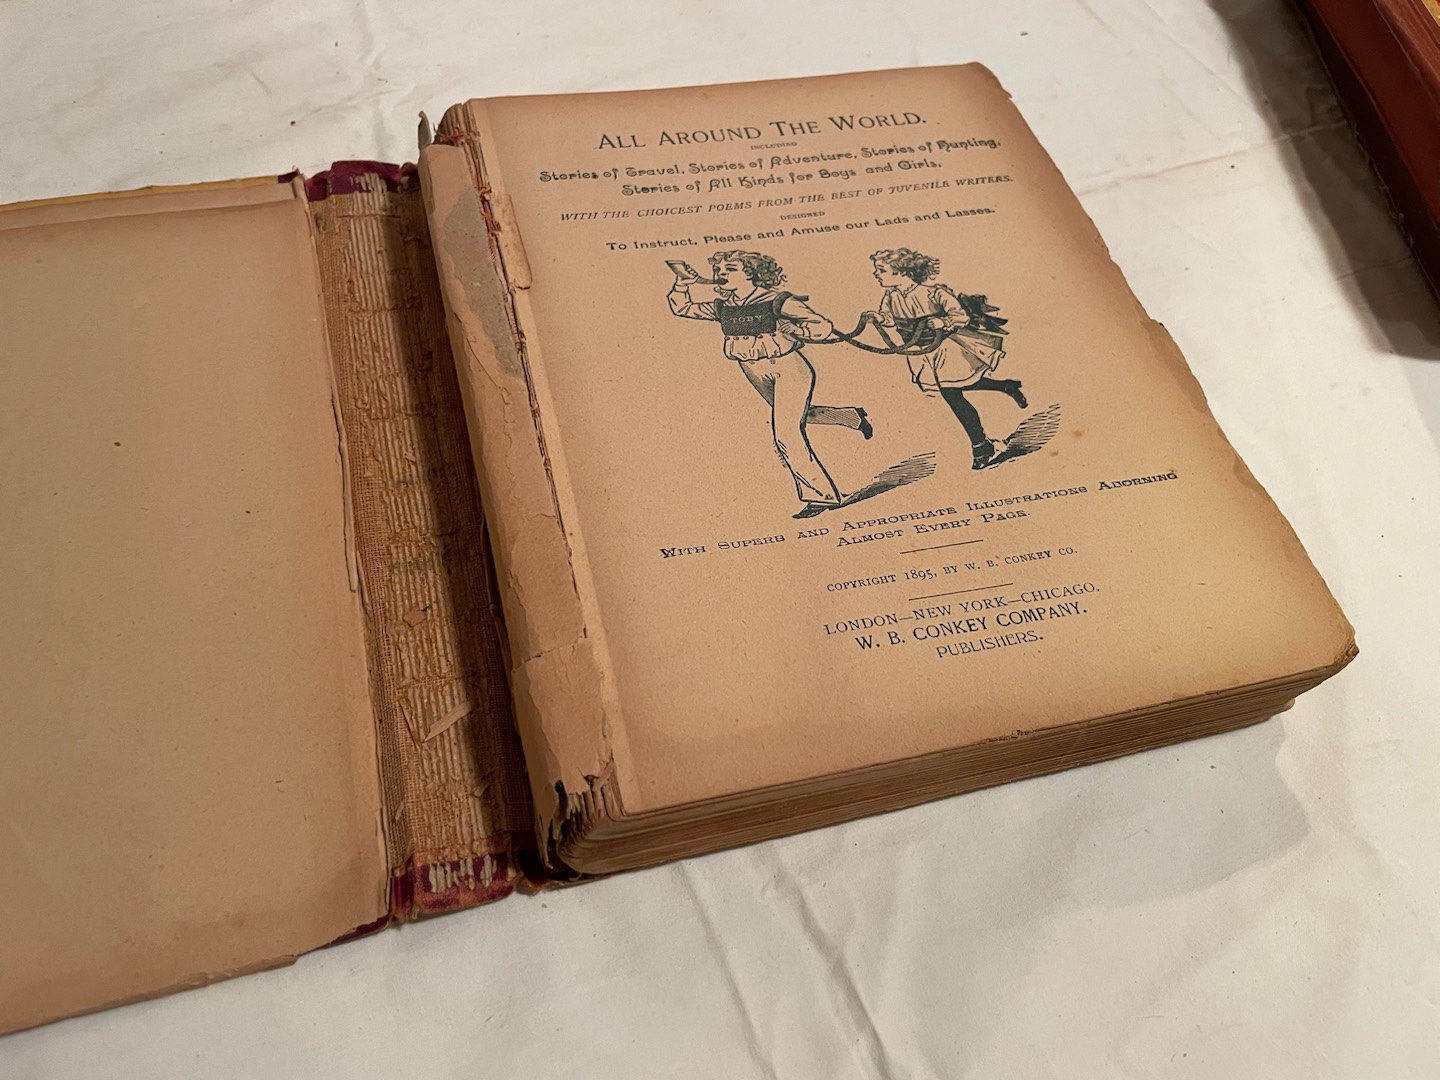 ALL AROUND THE WORLD.
INCLUDING
Stories of Travel, Stories of Adventure, Stories of Hunting,
Stories of All Kinds for Boys and Girls,
WITH THE CHOICEST POEMS FROM THE BEST OF JUVENILE WRITERS.
DESIGNED
To Instruct, Please and Amuse our Lads and Lasses.
TOBY
WITH SUPERB AND APPROPRIATE ILLUSTRATIONS ADORNING
ALMOST EVERY PAGE.
COPYRIGHT 1895, BY W. B. CONKEY CO.
LONDON—NEW YORK—CHICAGO.
W. B. CONKEY COMPANY.
PUBLISHERS.